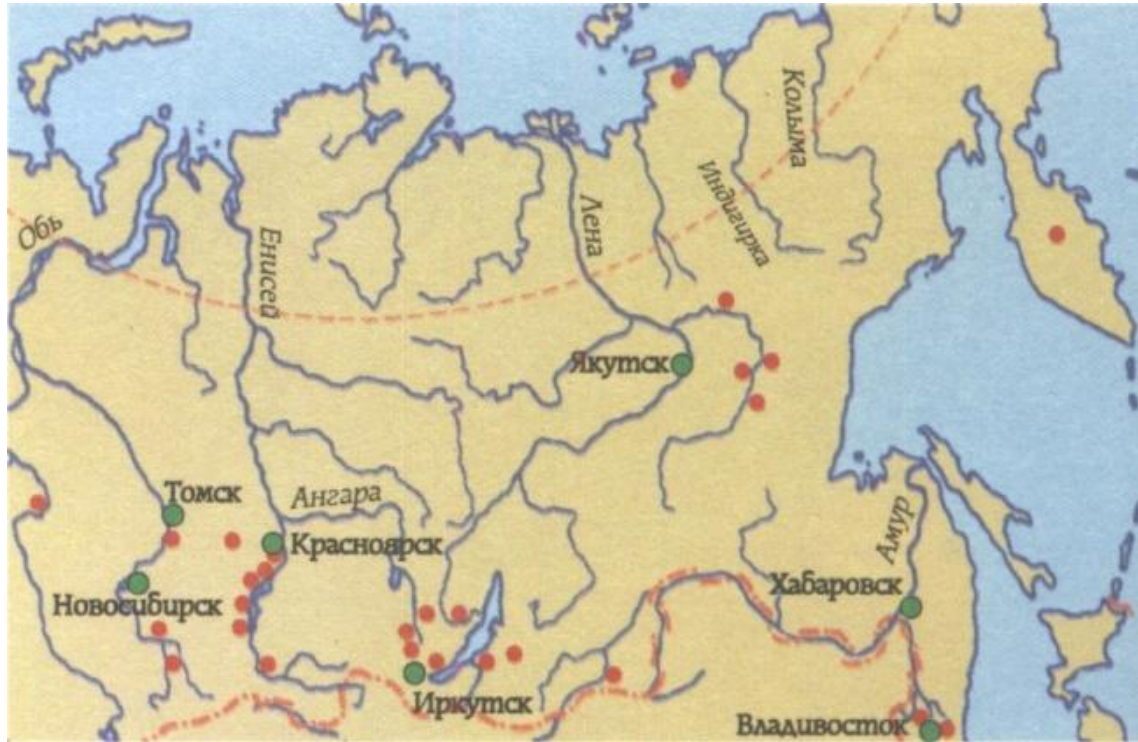 Обь
Енисей
Лена
Индигирка
Колыма
Якутск
Томск
Ангара
Красноярск
Новосибирск
Иркутск
Амур
Хабаровск
Владивосток